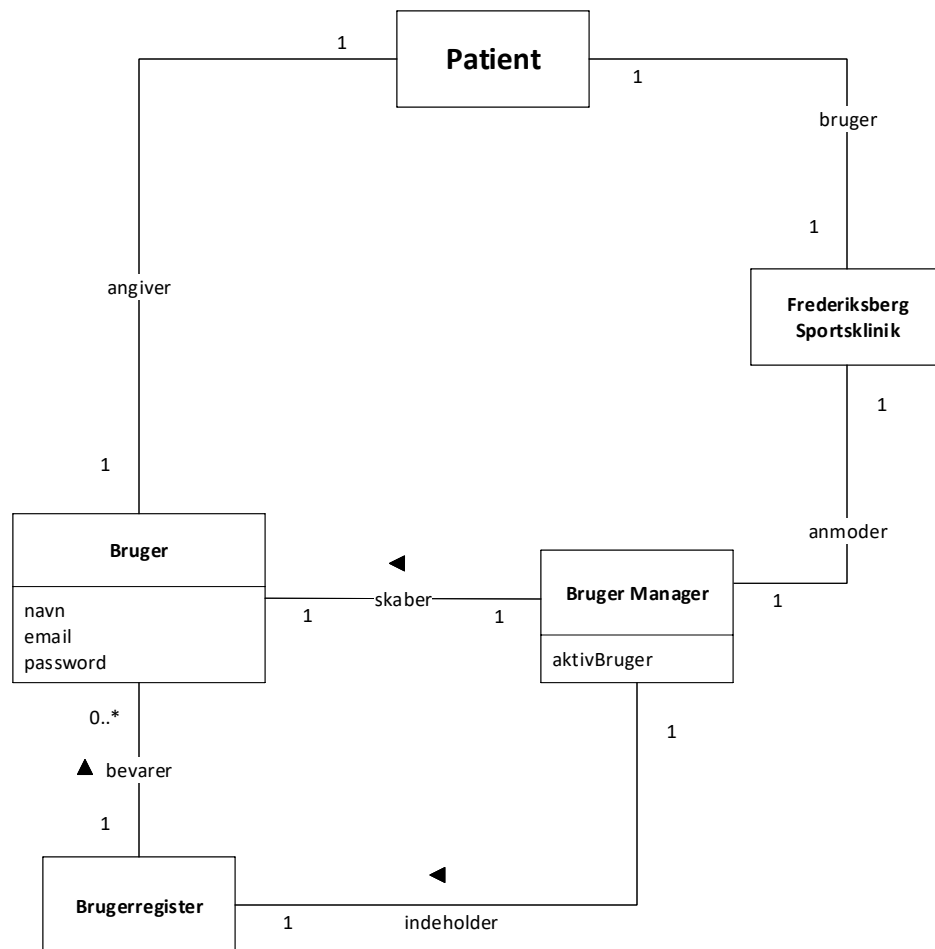 1
Patient
1
bruger
1
angiver
Frederiksberg
Sportsklinik
1
1
anmoder
Bruger
navn
email
password
1
skaber
1
Bruger Manager
aktivBruger
1
0..*
1
bevarer
1
Brugerregister
1
indeholder